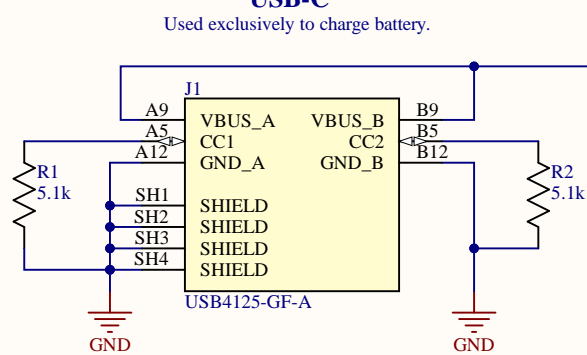 USB-C
Used exclusively to charge battery.
J1
A9 VBUS_A VBUS_B B9
A5 CC1 CC2 B5
A12 GND_A GND_B B12
R1
5.1k
R2
5.1k
SH1 SHIELD
SH2 SHIELD
SH3 SHIELD
SH4 SHIELD
USB4125-GF-A
GND
GND